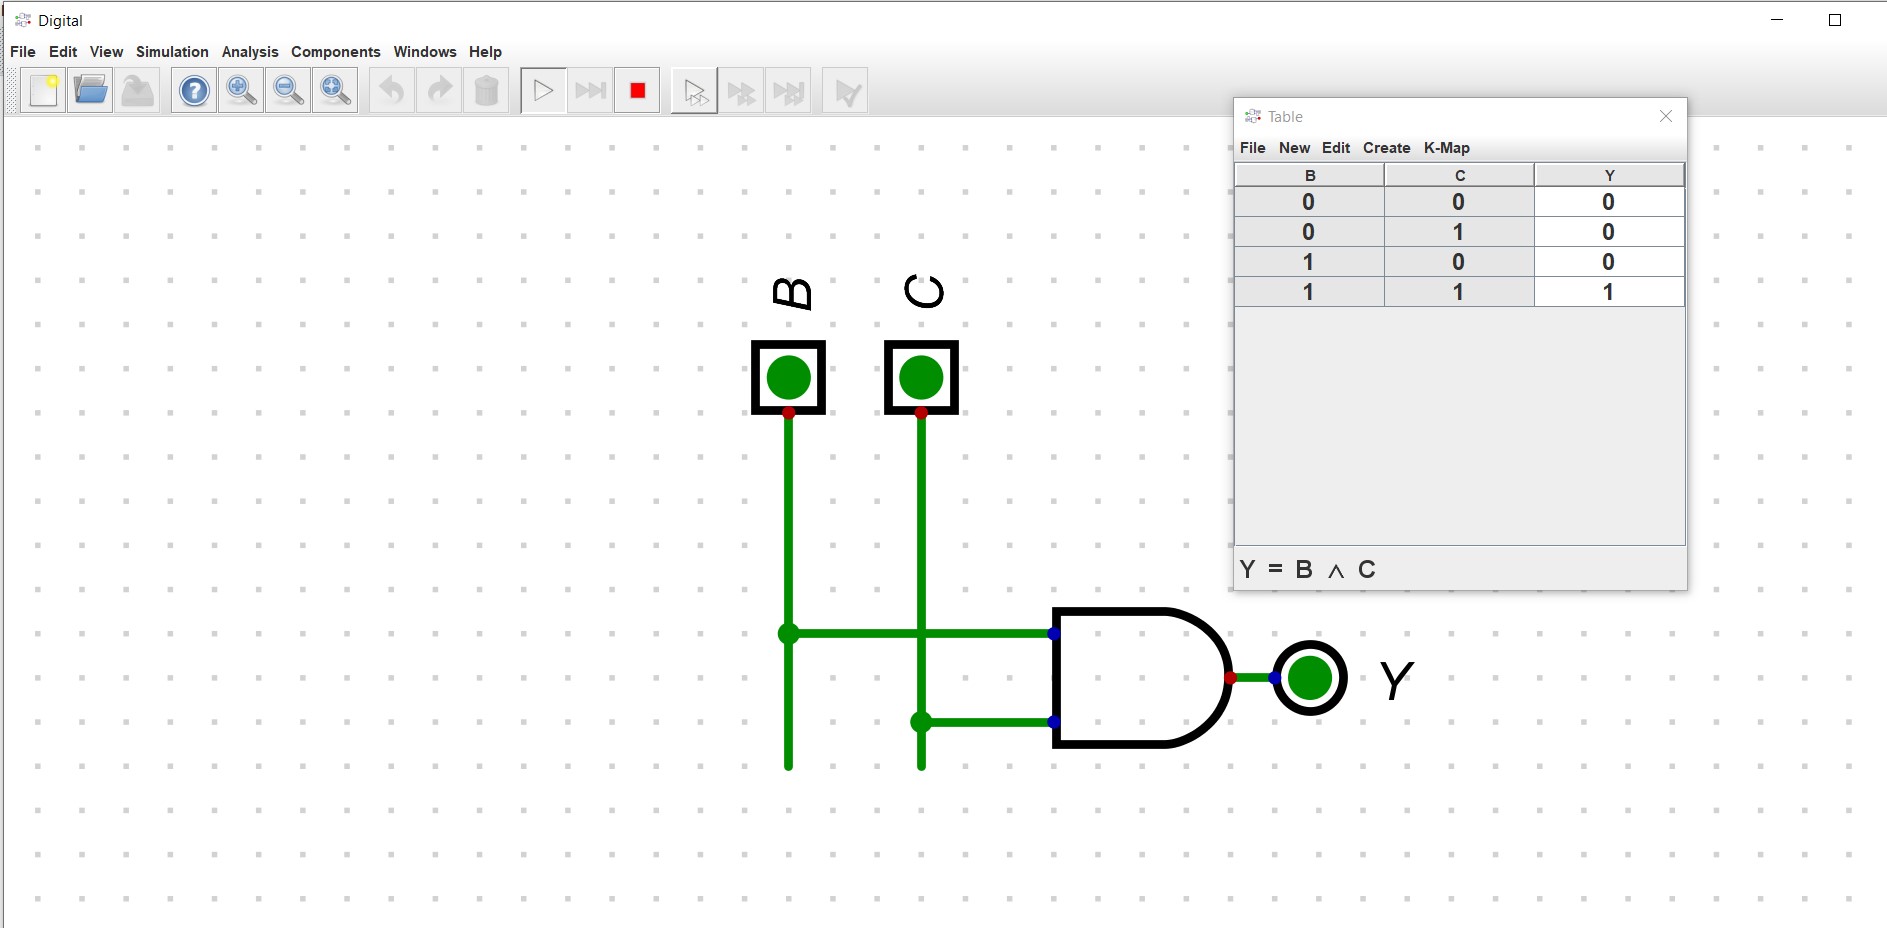 Digital
File Edit View Simulation Analysis Components Windows Help
Table
File New Edit Create K-Map
B C Y
0 0 0
0 1 0
1 0 0
1 1 1
Y = B ∧ C
B C
Y